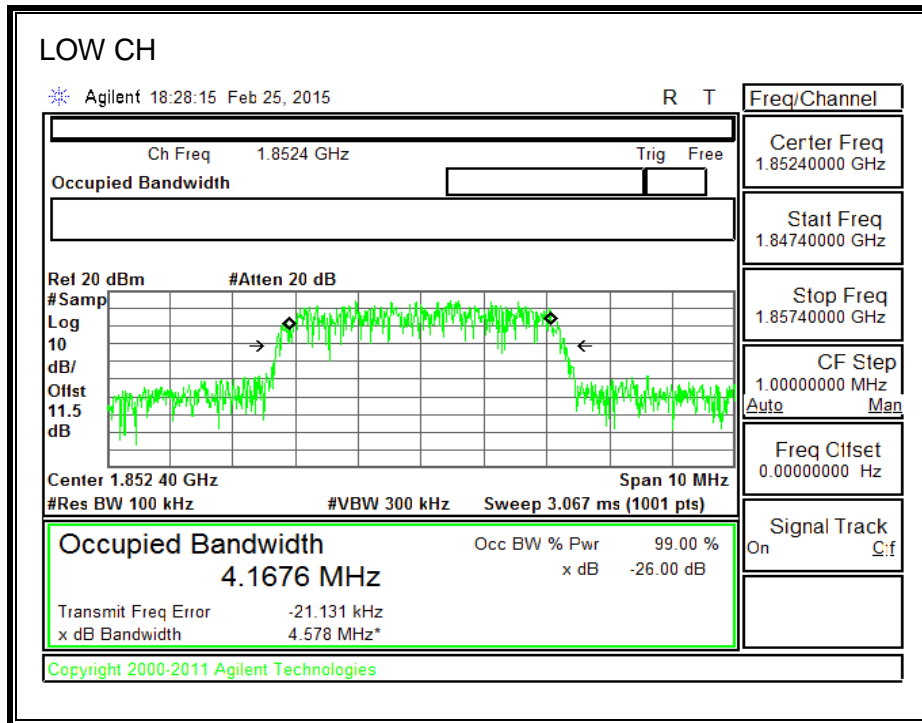 LOW CH
Agilent 18:28:15 Feb 25, 2015 R T
Freq/Channel
Ch Freq 1.8524 GHz Trig Free
Occupied Bandwidth
Center Freq
1.85240000 GHz
Start Freq
1.84740000 GHz
Stop Freq
1.85740000 GHz
CF Step
1.00000000 MHz
Auto Man
Freq Offset
0.00000000 Hz
Signal Track
On Off
Ref 20 dBm #Atten 20 dB
#Samp
Log
10
dB/
Offst
11.5
dB
Center 1.852 40 GHz Span 10 MHz
#Res BW 100 kHz #VBW 300 kHz Sweep 3.067 ms (1001 pts)
Occupied Bandwidth Occ BW % Pwr 99.00 %
4.1676 MHz x dB -26.00 dB
Transmit Freq Error -21.131 kHz
x dB Bandwidth 4.578 MHz*
Copyright 2000-2011 Agilent Technologies